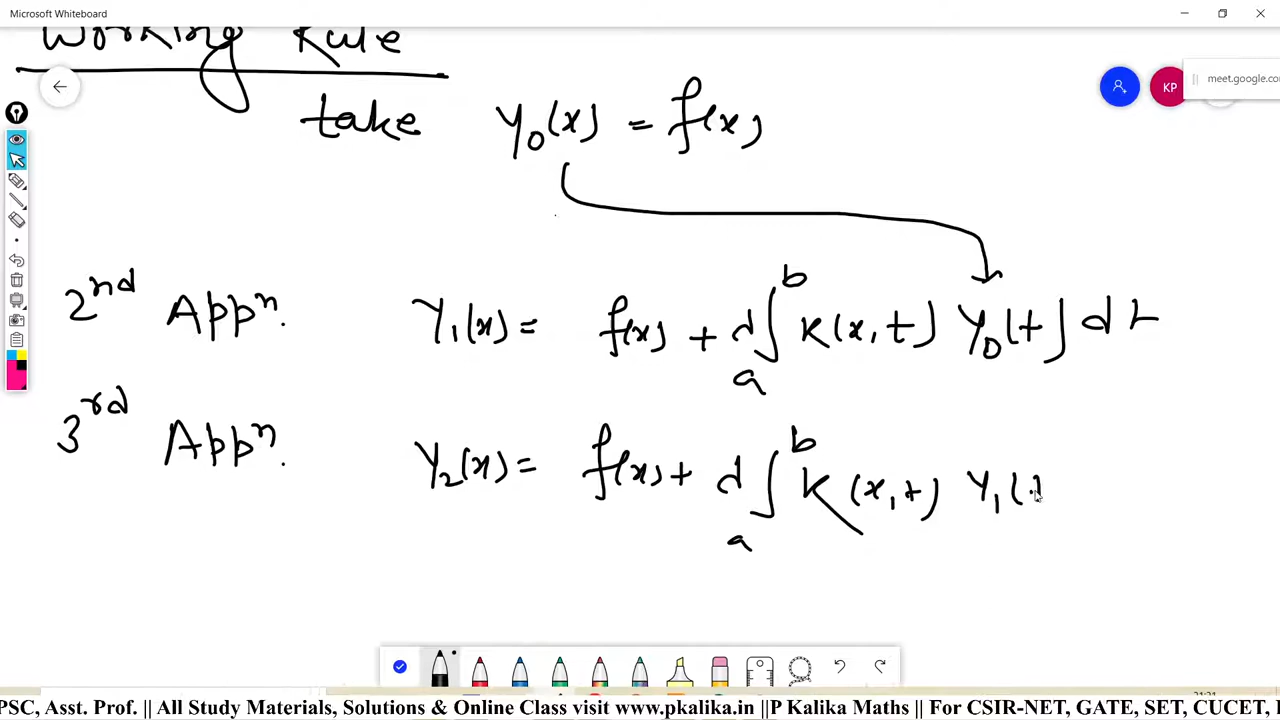 Microsoft Whiteboard
Working Rule
meet.google.co
KP
take y₀(x) = f(x)
2nd Appⁿ. y₁(x) = f(x) + λ∫ₐᵇ K(x,t) y₀(t) dt
3rd Appⁿ. y₂(x) = f(x) + λ∫ₐᵇ K(x,t) y₁(
PSC, Asst. Prof. || All Study Materials, Solutions & Online Class visit www.pkalika.in ||P Kalika Maths || For CSIR-NET, GATE, SET, CUCET,